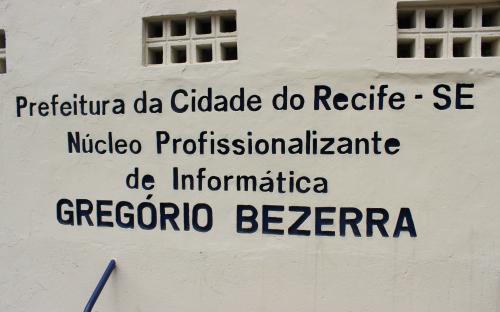 Prefeitura da Cidade do Recife - SE
Núcleo Profissionalizante
de Informática
GREGÓRIO BEZERRA